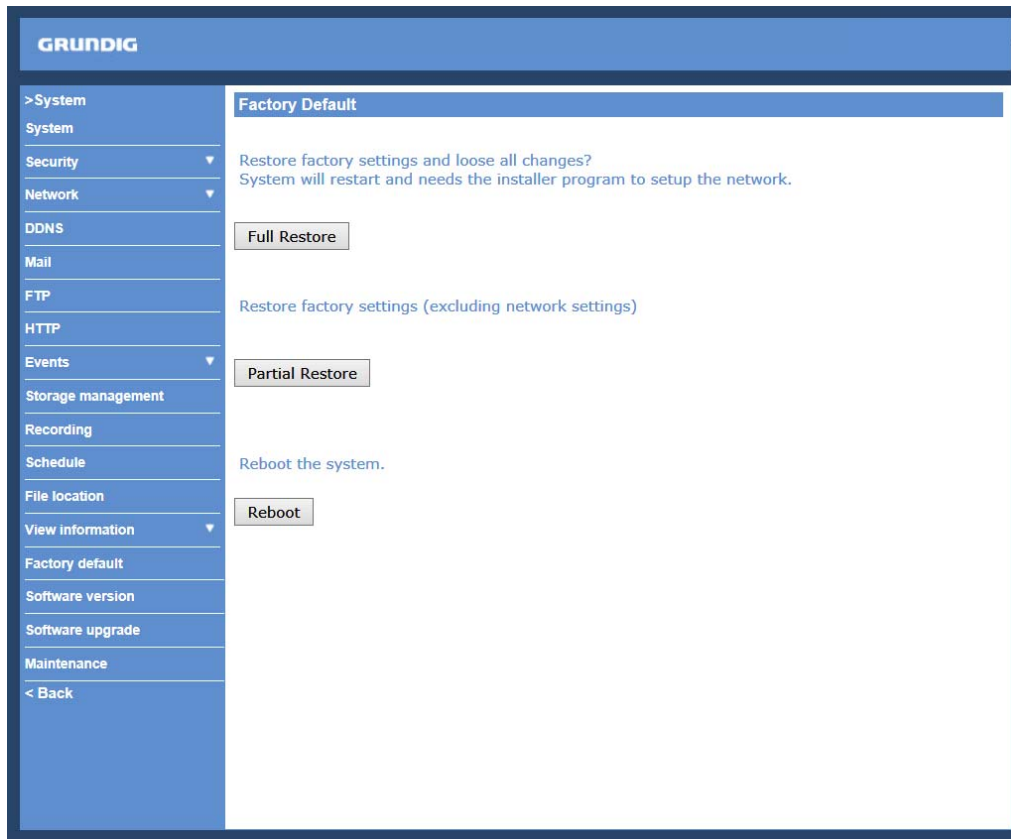 GRUNDIG
>System
System
Security
Network
DDNS
Mail
FTP
HTTP
Events
Storage management
Recording
Schedule
File location
View information
Factory default
Software version
Software upgrade
Maintenance
< Back
Factory Default
Restore factory settings and loose all changes?
System will restart and needs the installer program to setup the network.
Full Restore
Restore factory settings (excluding network settings)
Partial Restore
Reboot the system.
Reboot